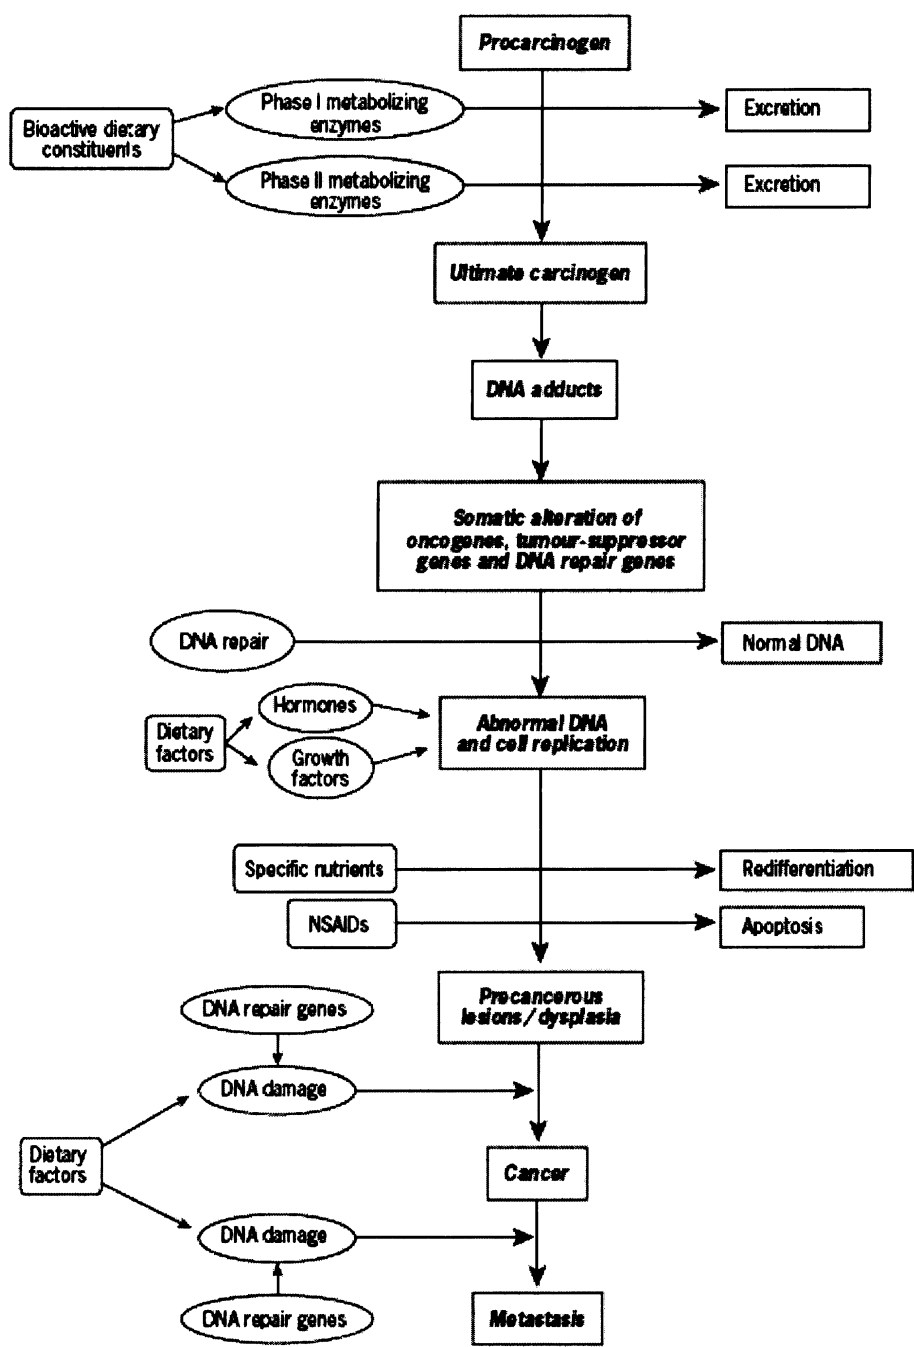 Procarcinogen
Phase I metabolizing
enzymes
Excretion
Bioactive dietary
constituents
Phase II metabolizing
enzymes
Excretion
Ultimate carcinogen
DNA adducts
Somatic alteration of
oncogenes, tumour-suppressor
genes and DNA repair genes
DNA repair
Normal DNA
Hormones
Dietary
factors
Growth
factors
Abnormal DNA
and cell replication
Specific nutrients
Redifferentiation
NSAIDs
Apoptosis
Precancerous
lesions/dysplasia
DNA repair genes
DNA damage
Dietary
factors
Cancer
DNA damage
DNA repair genes
Metastasis